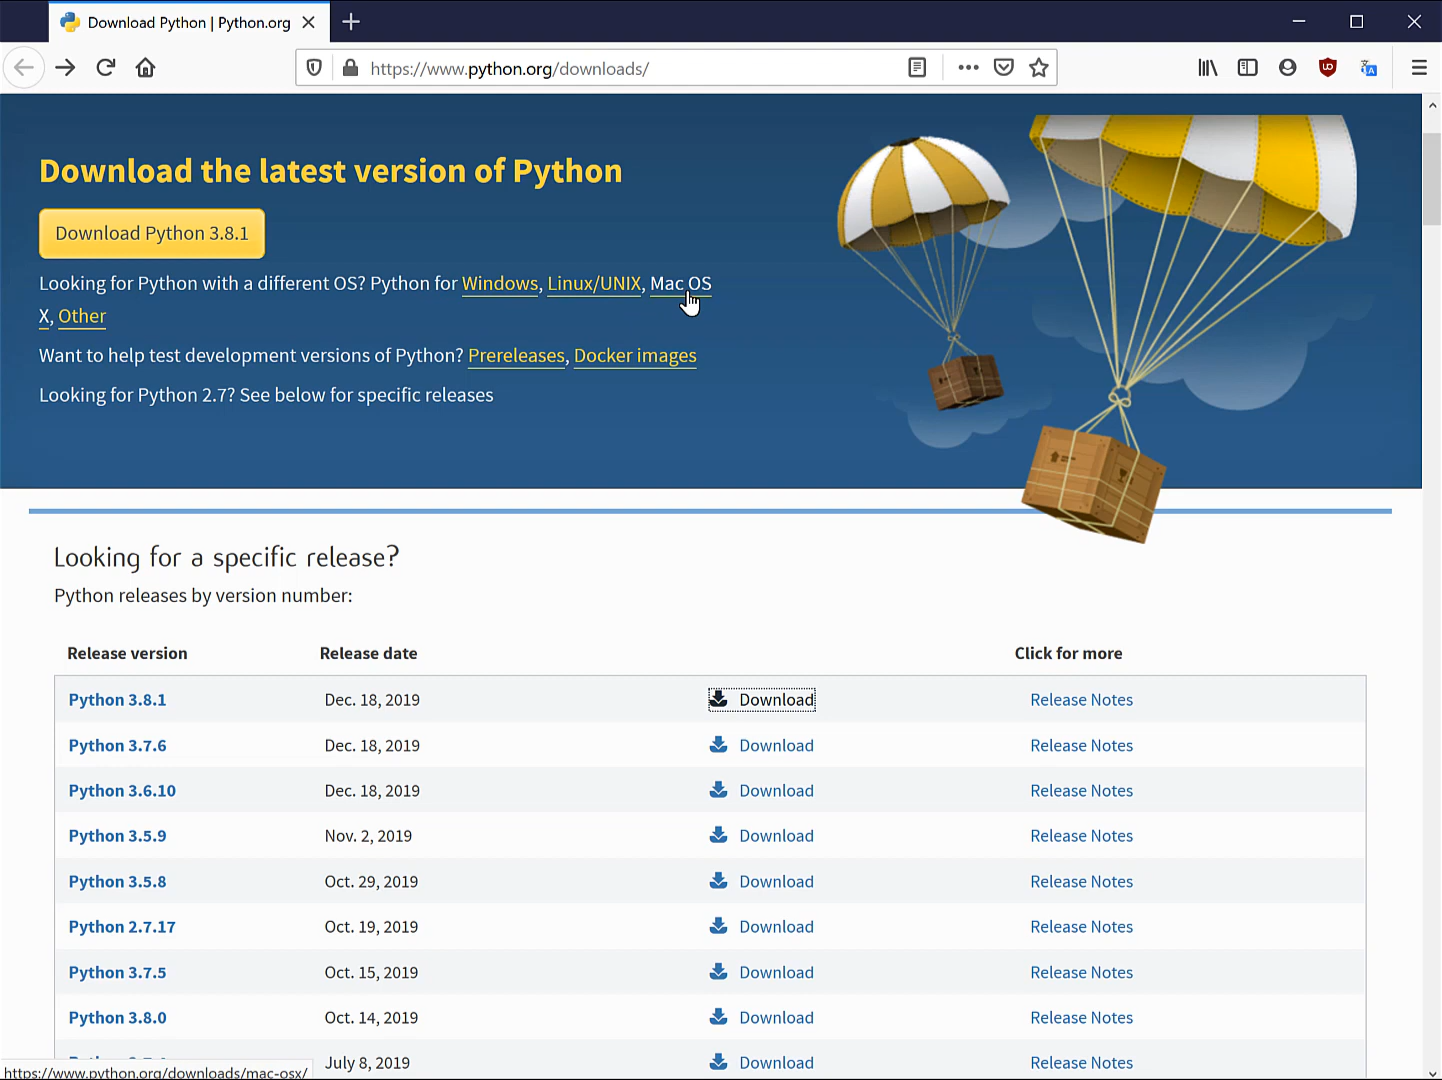 Download Python | Python.org
https://www.python.org/downloads/
Download the latest version of Python
Download Python 3.8.1
Looking for Python with a different OS? Python for Windows, Linux/UNIX, Mac OS
X, Other
Want to help test development versions of Python? Prereleases, Docker images
Looking for Python 2.7? See below for specific releases
Looking for a specific release?
Python releases by version number:
Release version Release date Click for more
Python 3.8.1 Dec. 18, 2019 Download Release Notes
Python 3.7.6 Dec. 18, 2019 Download Release Notes
Python 3.6.10 Dec. 18, 2019 Download Release Notes
Python 3.5.9 Nov. 2, 2019 Download Release Notes
Python 3.5.8 Oct. 29, 2019 Download Release Notes
Python 2.7.17 Oct. 19, 2019 Download Release Notes
Python 3.7.5 Oct. 15, 2019 Download Release Notes
Python 3.8.0 Oct. 14, 2019 Download Release Notes
July 8, 2019 Download Release Notes
https://www.python.org/downloads/mac-osx/